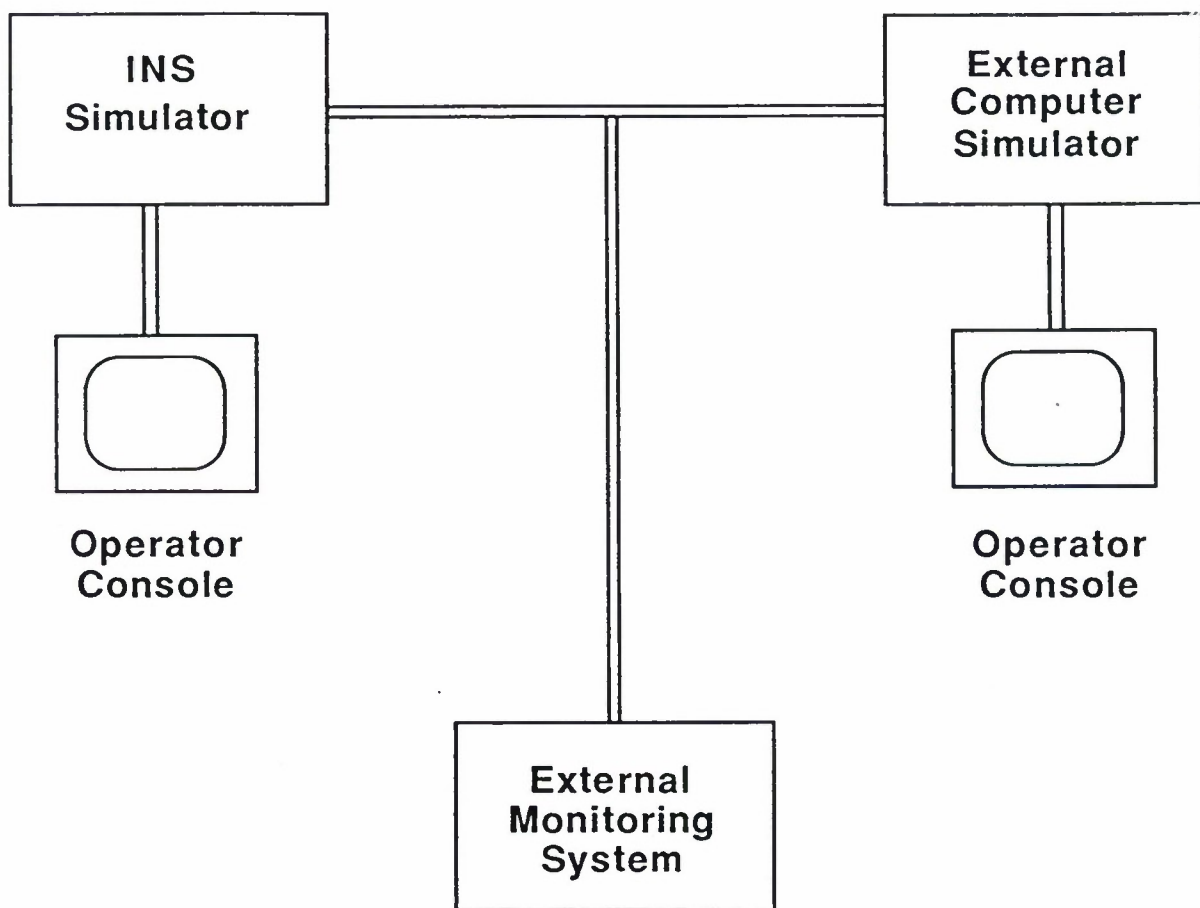 INS
Simulator
External
Computer
Simulator
Operator
Console
Operator
Console
External
Monitoring
System